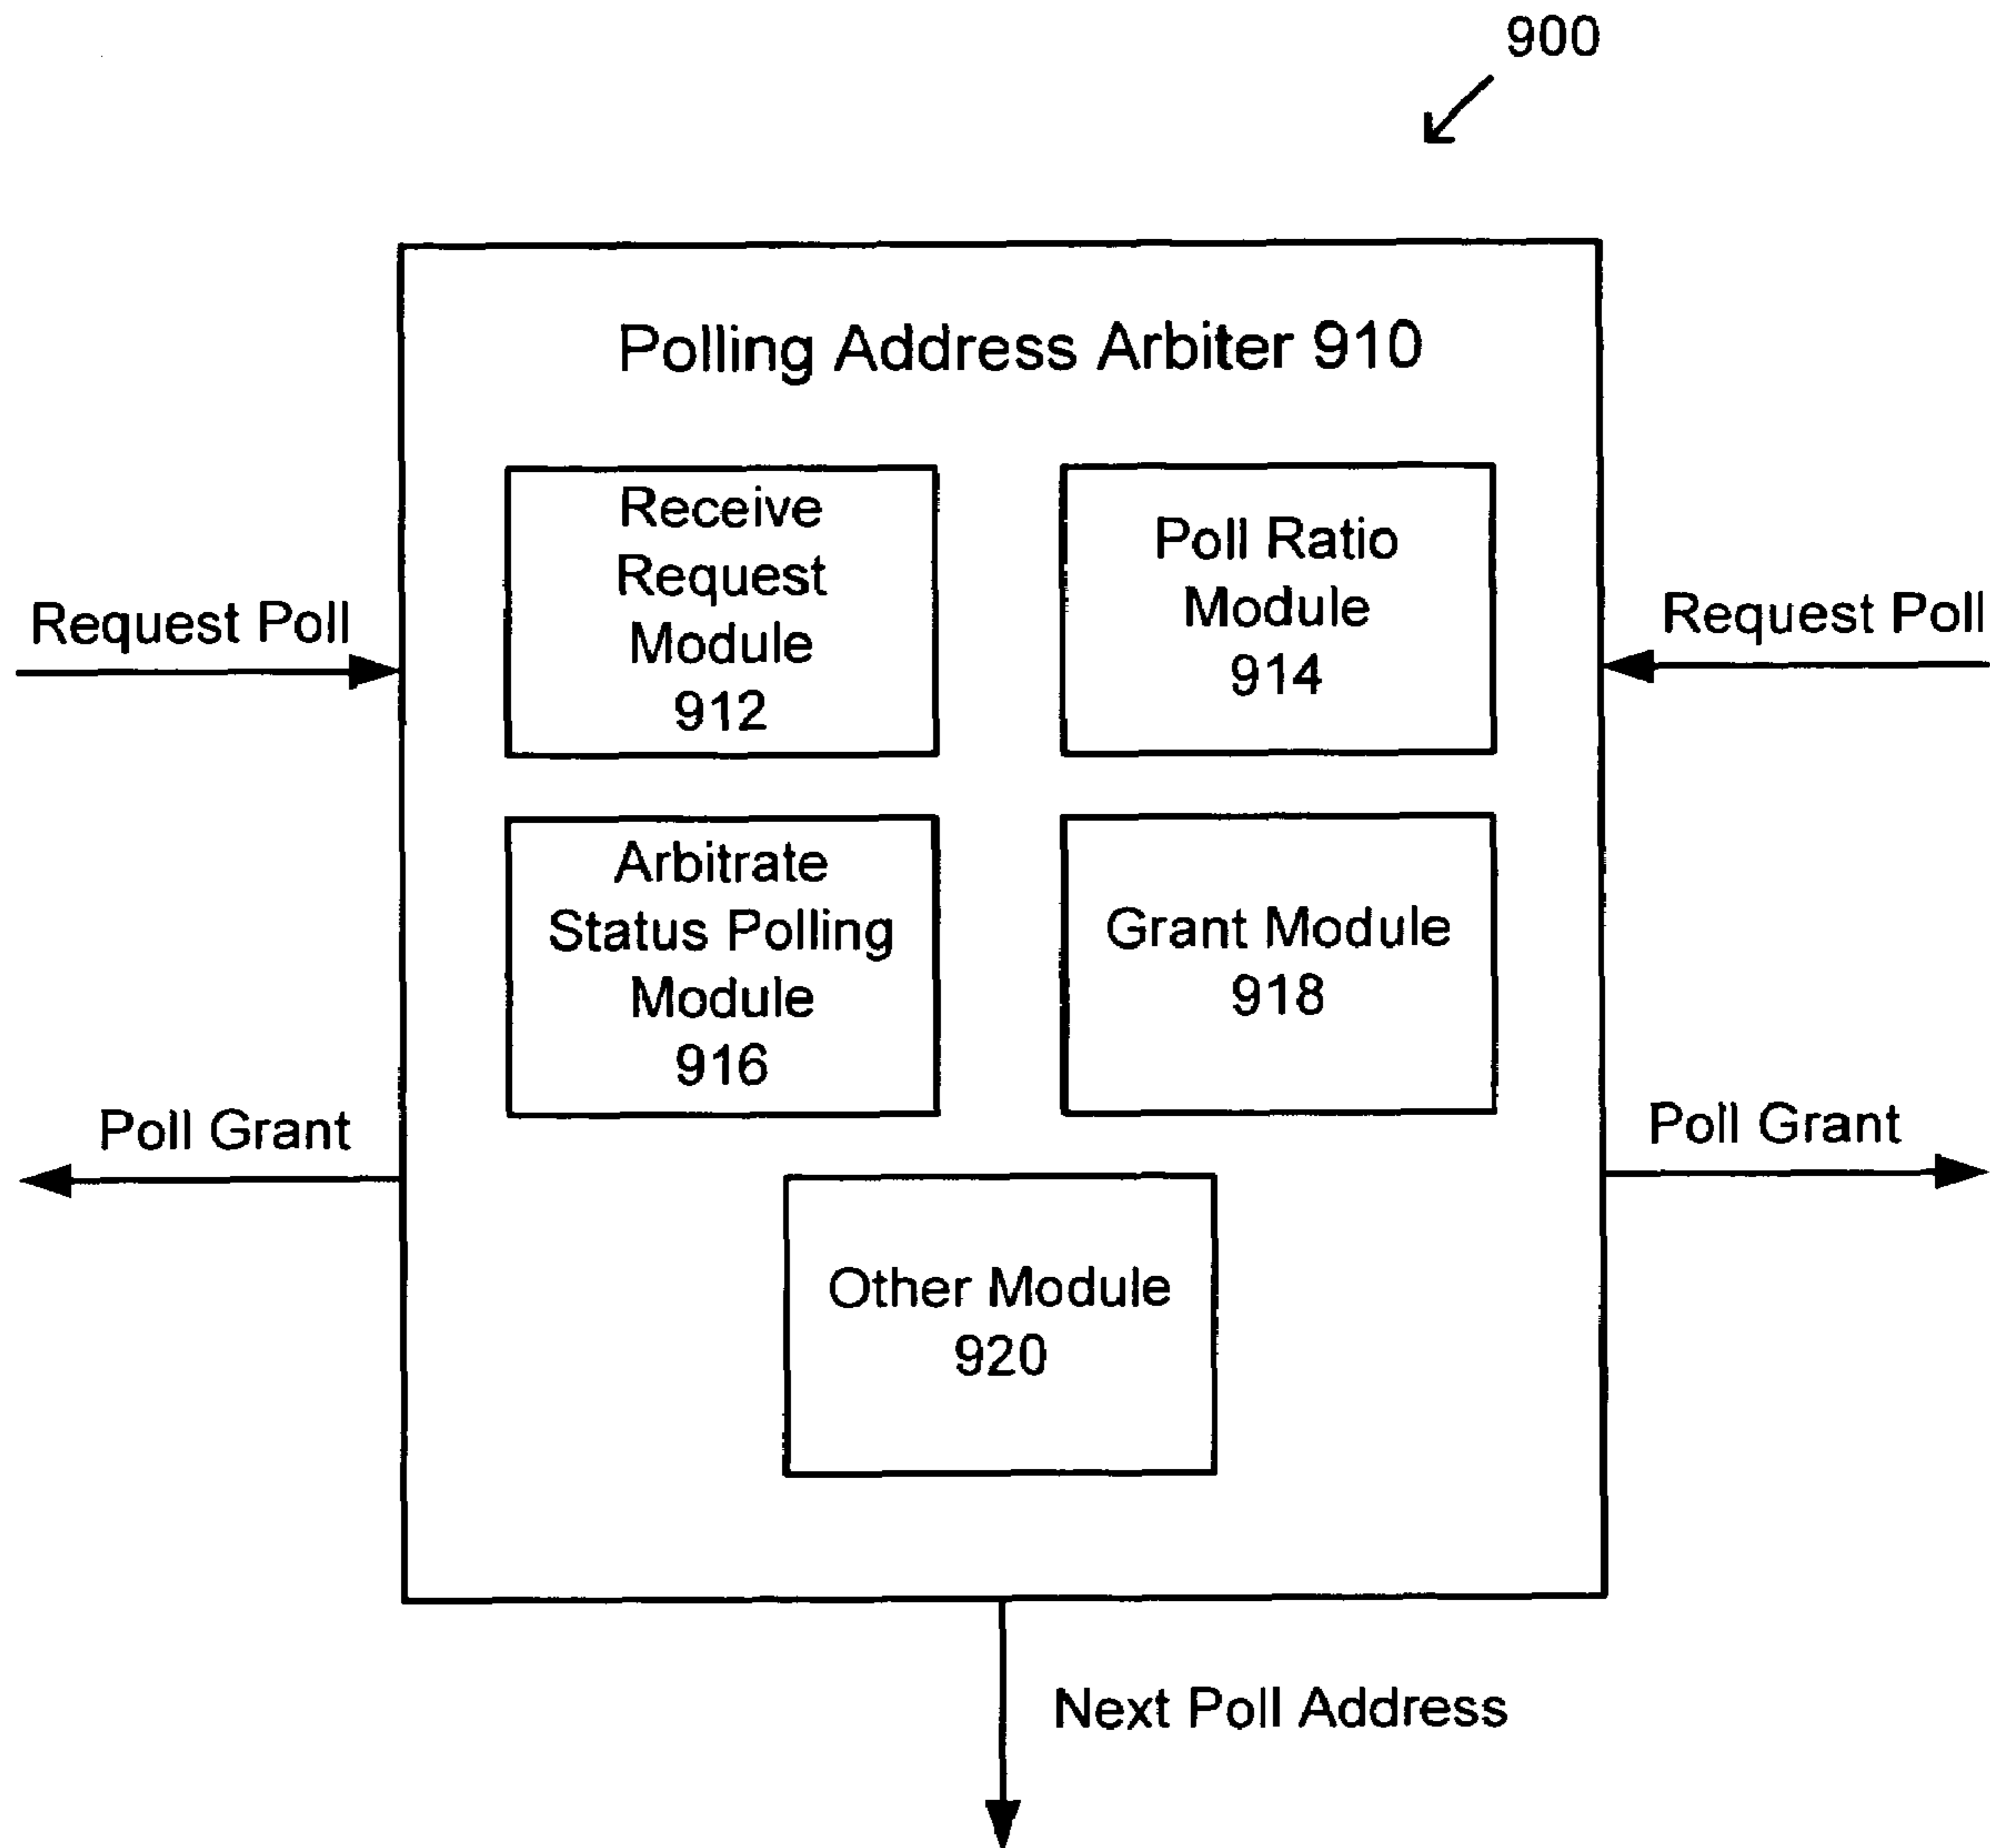 900
Polling Address Arbiter 910
Receive
Request
Module
912
Poll Ratio
Module
914
Request Poll
Request Poll
Arbitrate
Status Polling
Module
916
Grant Module
918
Poll Grant
Poll Grant
Other Module
920
Next Poll Address